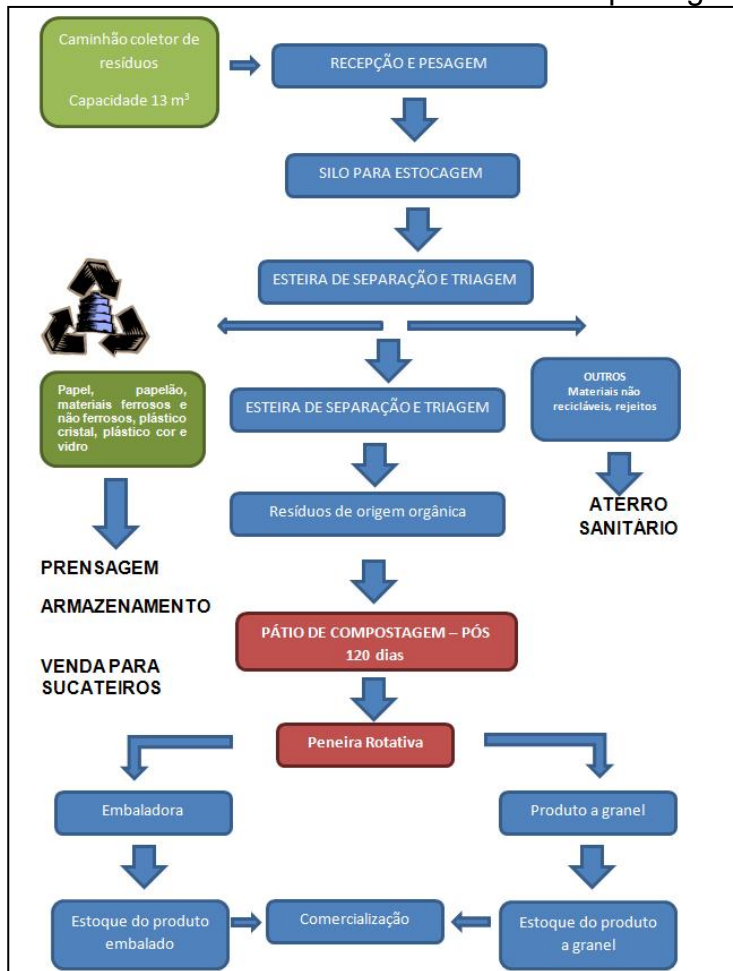 Caminhão coletor de
resíduos
Capacidade 13 m³
RECEPÇÃO E PESAGEM
SILO PARA ESTOCAGEM
ESTEIRA DE SEPARAÇÃO E TRIAGEM
Papel, papelão,
materiais ferrosos e
não ferrosos, plástico
cristal, plástico cor e
vidro
ESTEIRA DE SEPARAÇÃO E TRIAGEM
OUTROS
Materiais não
recicláveis, rejeitos
Resíduos de origem orgânica
ATERRO
SANITÁRIO
PRENSAGEM
ARMAZENAMENTO
VENDA PARA
SUCATEIROS
PÁTIO DE COMPOSTAGEM – PÓS
120 dias
Peneira Rotativa
Embaladora
Produto a granel
Estoque do produto
embalado
Comercialização
Estoque do produto
a granel